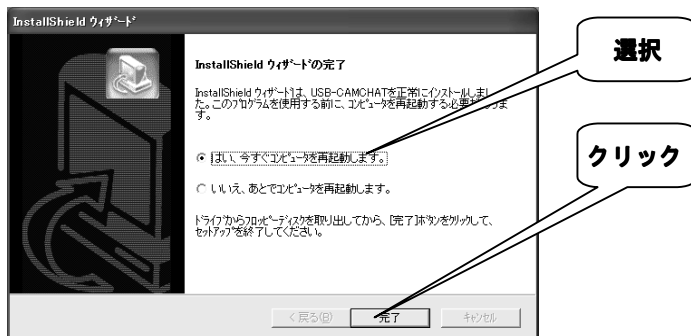 InstallShield ウィザード
InstallShield ウィザードの完了
InstallShield ウィザードは、USB-CAMCHATを正常にインストールしまし
た。このプログラムを使用する前に、コンピュータを再起動する必要がありま
す。
はい、今すぐコンピュータを再起動します。
いいえ、あとでコンピュータを再起動します。
ドライブからフロッピーディスクを取り出してから、[完了]ボタンをクリックして、
セットアップを終了してください。
< 戻る(B)
完了
キャンセル
選択
クリック